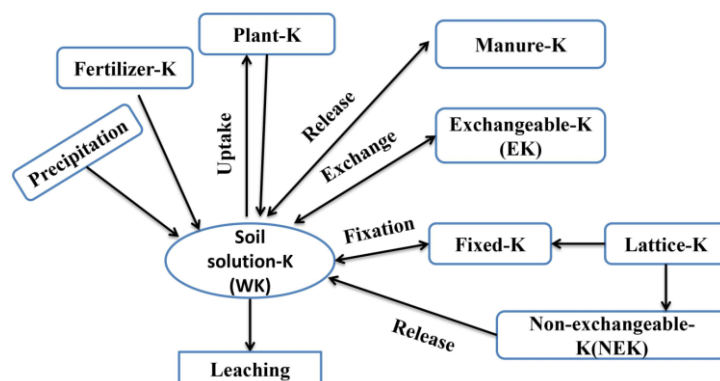 Plant-K
Fertilizer-K
Manure-K
Precipitation
Uptake
Release
Exchange
Exchangeable-K
(EK)
Soil
solution-K
(WK)
Fixation
Fixed-K
Lattice-K
Release
Non-exchangeable-
K(NEK)
Leaching